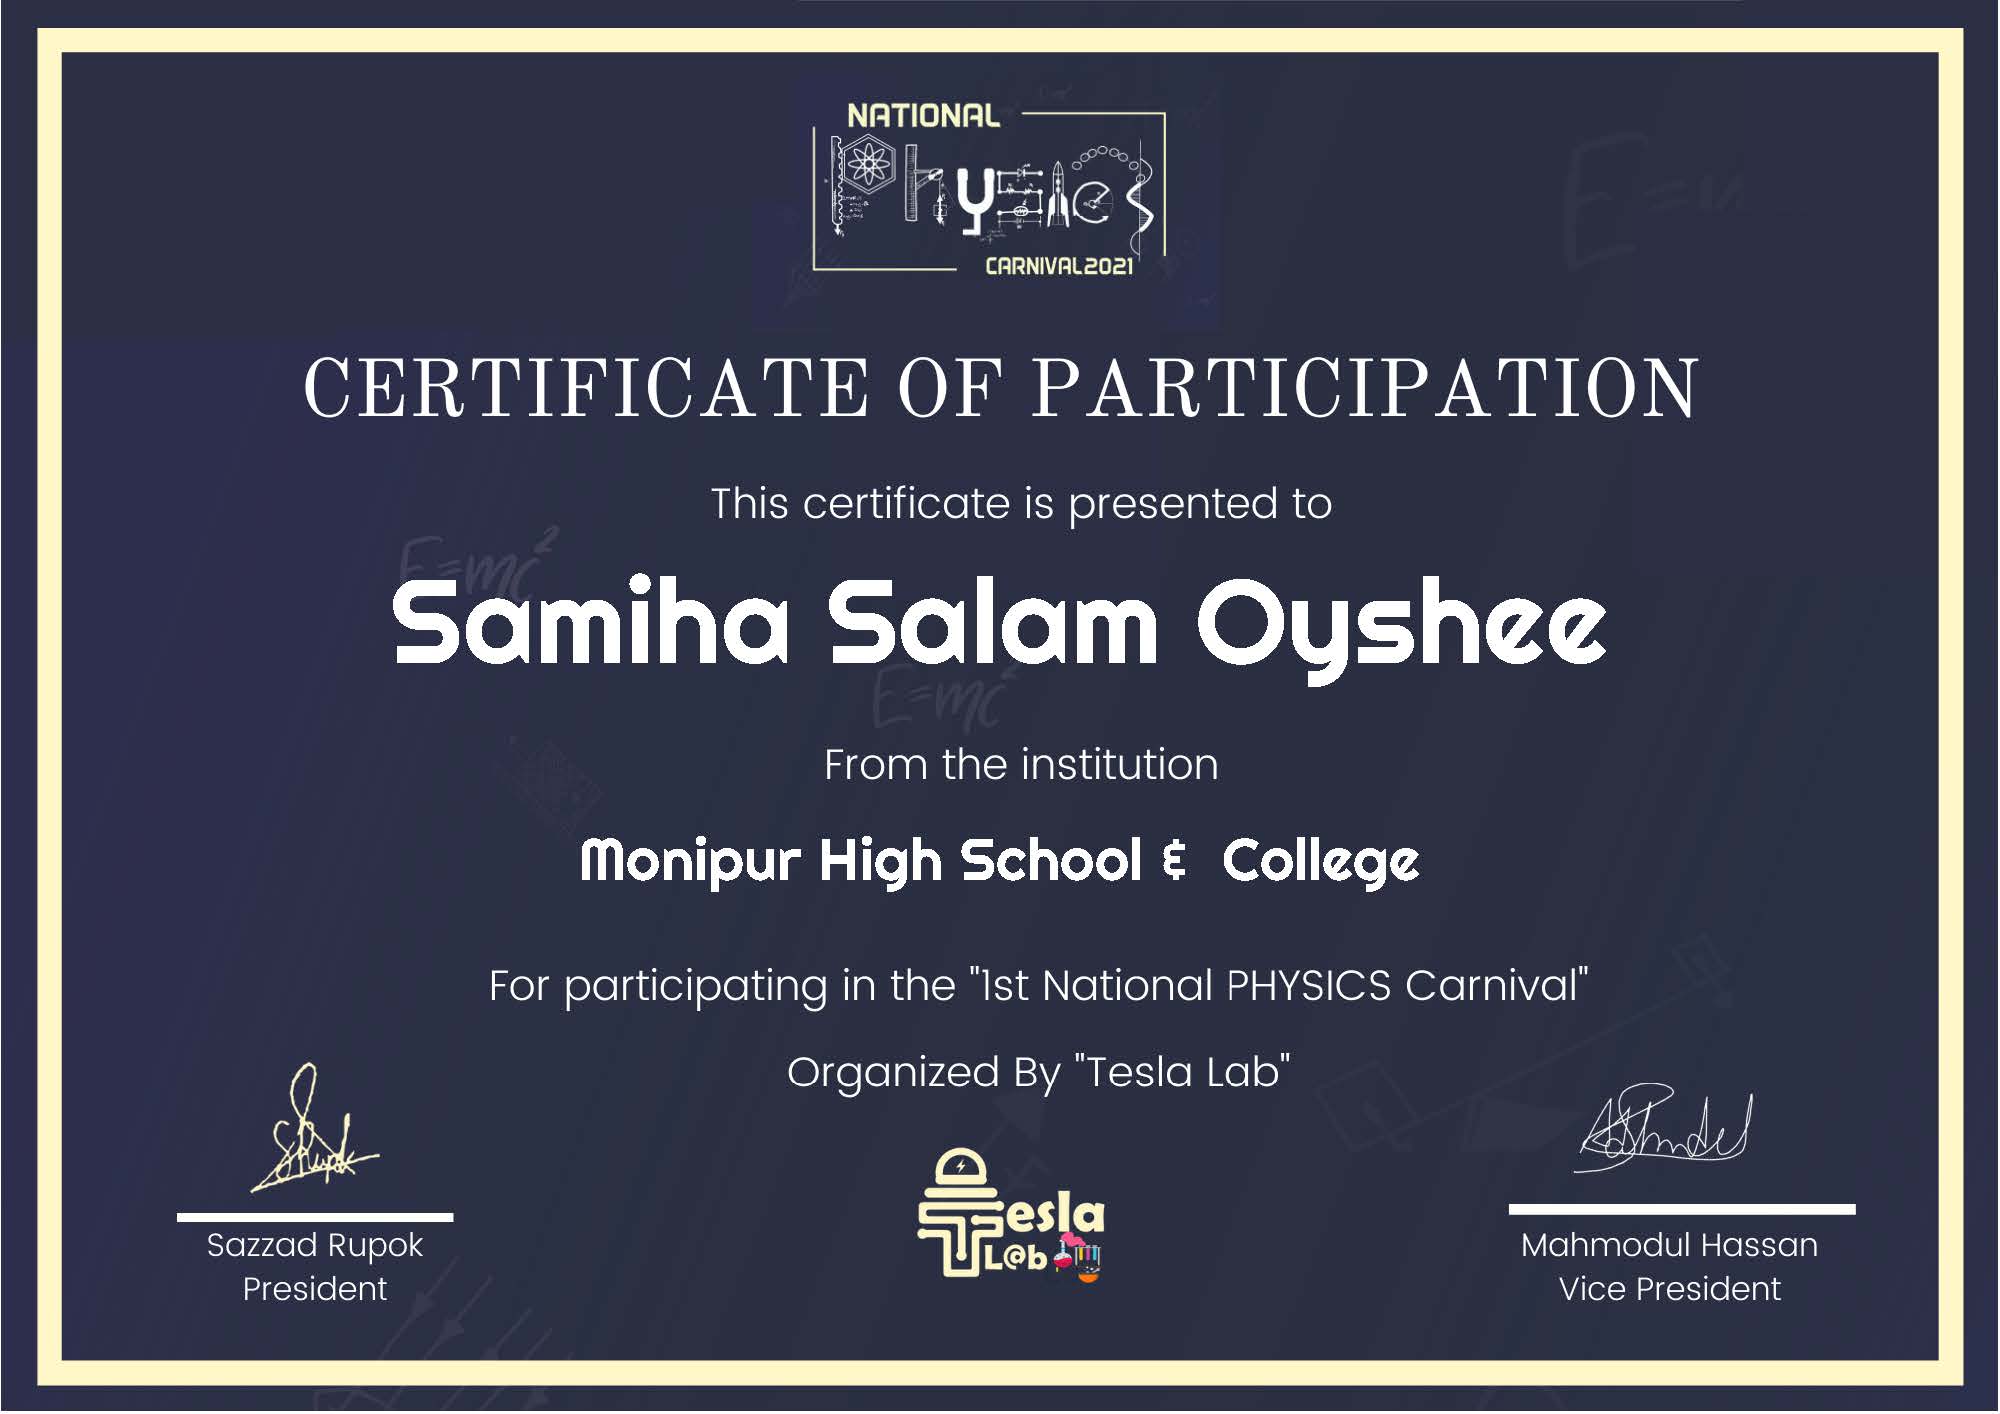 NATIONAL
Physics
CARNIVAL2021
CERTIFICATE OF PARTICIPATION
This certificate is presented to
E=mc²
Samiha Salam Oyshee
E=mc²
From the institution
Monipur High School & College
For participating in the "1st National PHYSICS Carnival"
Organized By "Tesla Lab"
Tesla
L@b
Sazzad Rupok
President
Mahmodul Hassan
Vice President